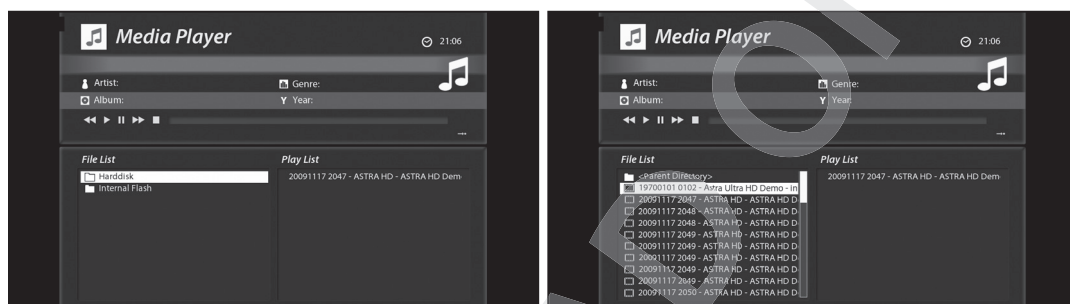 Media Player
21:06
Artist:
Genre:
Album:
Y Year:
File List
Play List
Harddisk
Internal Flash
20091117 2047 - ASTRA HD - ASTRA HD Dem
Media Player
21:06
Artist:
Genre:
Album:
Y Year:
File List
Play List
<Parent Directory>
19700101 0102 - Astra Ultra HD Demo - In
20091117 2047 - ASTRA HD - ASTRA HD D
20091117 2048 - ASTRA HD - ASTRA HD D
20091117 2048 - ASTRA HD - ASTRA HD D
20091117 2049 - ASTRA HD - ASTRA HD D
20091117 2049 - ASTRA HD - ASTRA HD D
20091117 2049 - ASTRA HD - ASTRA HD D
20091117 2049 - ASTRA HD - ASTRA HD D
20091117 2049 - ASTRA HD - ASTRA HD D
20091117 2050 - ASTRA HD - ASTRA HD D
20091117 2047 - ASTRA HD - ASTRA HD Dem